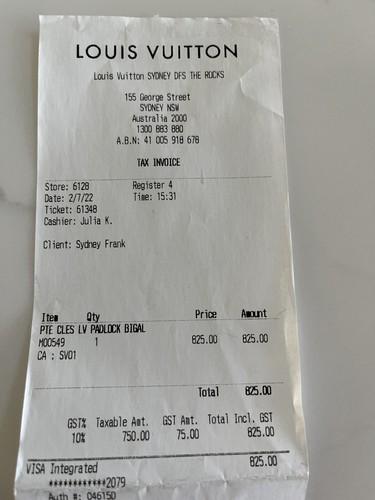 LOUIS VUITTON
Louis Vuitton SYDNEY DFS THE ROCKS
155 George Street
SYDNEY NSW
Australia 2000
1300 883 880
A.B.N: 41 005 918 678
TAX INVOICE
Store: 6128 Register 4
Date: 2/7/22 Time: 15:31
Ticket: 61348
Cashier: Julia K.
Client: Sydney Frank
Item Qty Price Amount
PTE CLES LV PADLOCK BIGAL
M00549 1 825.00 825.00
CA : SV01
Total 825.00
GST% Taxable Amt. GST Amt. Total Incl. GST
10% 750.00 75.00 825.00
VISA Integrated 825.00
************2079
Auth #: 046150